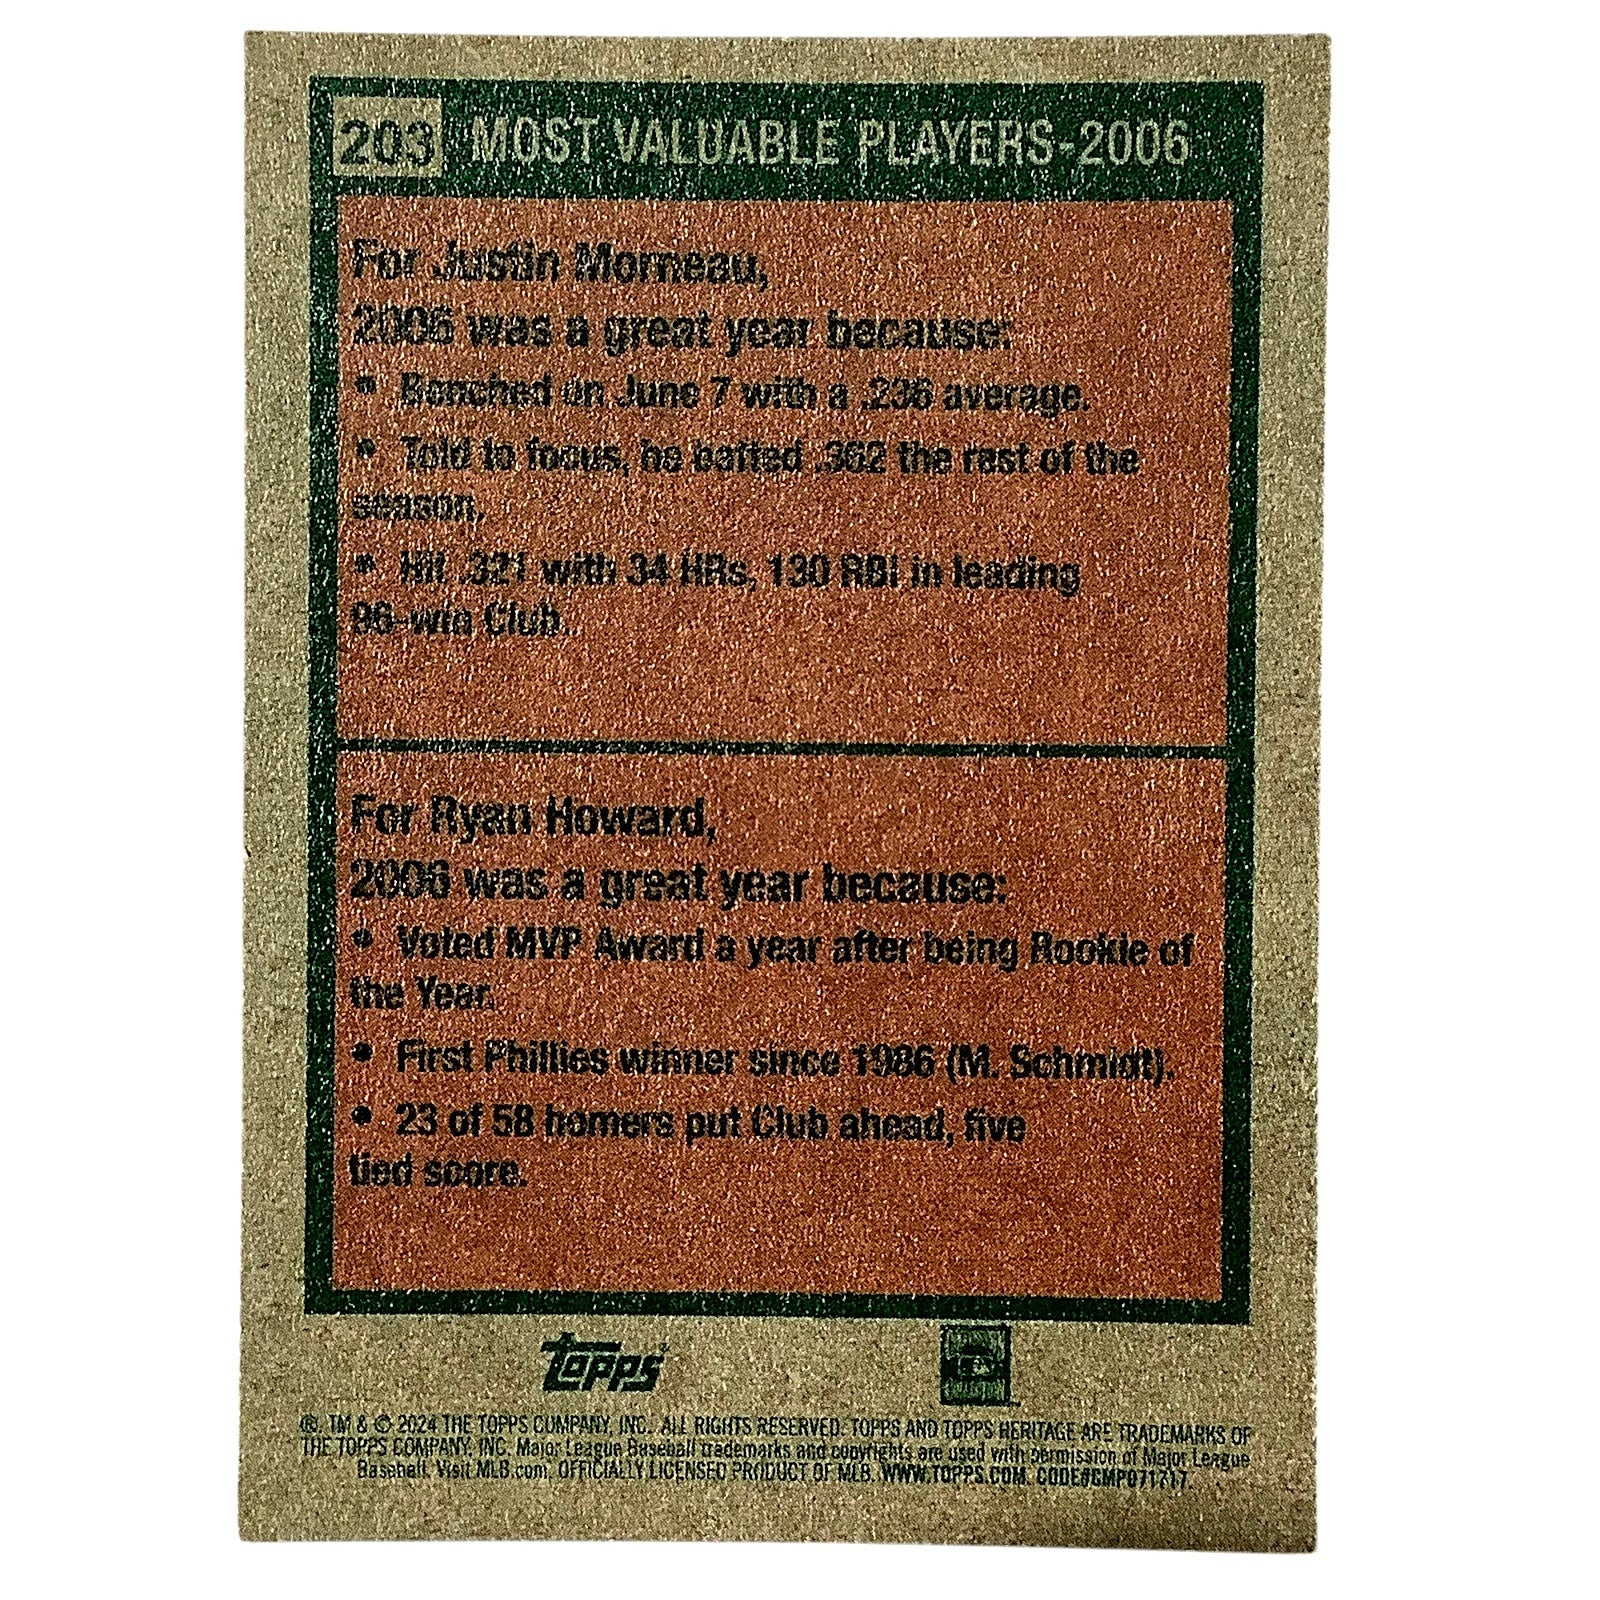 203 MOST VALUABLE PLAYERS-2006
For Justin Morneau,
2006 was a great year because:
• Benched on June 7 with a .236 average.
• Told to focus, he batted .362 the rest of the
season.
• Hit .321 with 34 HRs, 130 RBI in leading
96-win Club.
For Ryan Howard,
2006 was a great year because:
• Voted MVP Award a year after being Rookie of
the Year.
• First Phillies winner since 1986 (M. Schmidt).
• 23 of 58 homers put Club ahead, five
tied score.
topps
®, TM & © 2024 THE TOPPS COMPANY, INC. ALL RIGHTS RESERVED. TOPPS AND TOPPS HERITAGE ARE TRADEMARKS OF
THE TOPPS COMPANY, INC. Major League Baseball trademarks and copyrights are used with permission of Major League
Baseball. Visit MLB.com. OFFICIALLY LICENSED PRODUCT OF MLB. WWW.TOPPS.COM. CODE#CMP071717.